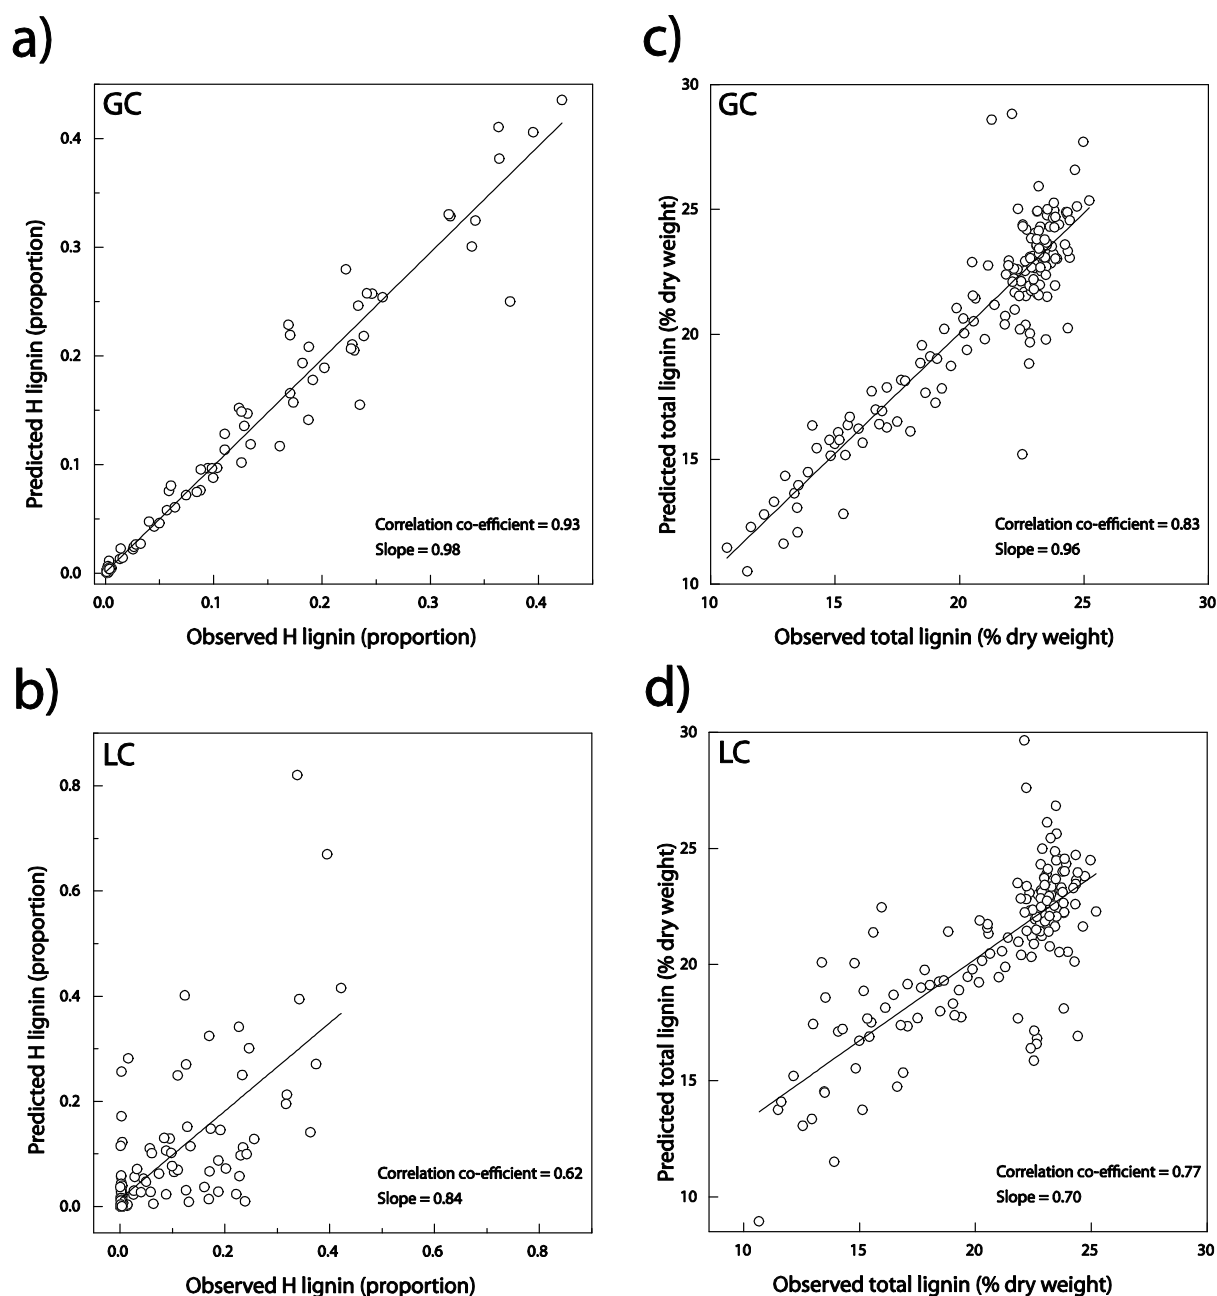 a)
GC
0.4
0.3
0.2
0.1
0.0
Predicted H lignin (proportion)
Correlation co-efficient = 0.93
Slope = 0.98
0.0 0.1 0.2 0.3 0.4
Observed H lignin (proportion)
c)
GC
30
25
20
15
10
Predicted total lignin (% dry weight)
Correlation co-efficient = 0.83
Slope = 0.96
10 15 20 25 30
Observed total lignin (% dry weight)
b)
LC
0.8
0.6
0.4
0.2
0.0
Predicted H lignin (proportion)
Correlation co-efficient = 0.62
Slope = 0.84
0.0 0.2 0.4 0.6 0.8
Observed H lignin (proportion)
d)
LC
30
25
20
15
10
Predicted total lignin (% dry weight)
Correlation co-efficient = 0.77
Slope = 0.70
10 15 20 25 30
Observed total lignin (% dry weight)